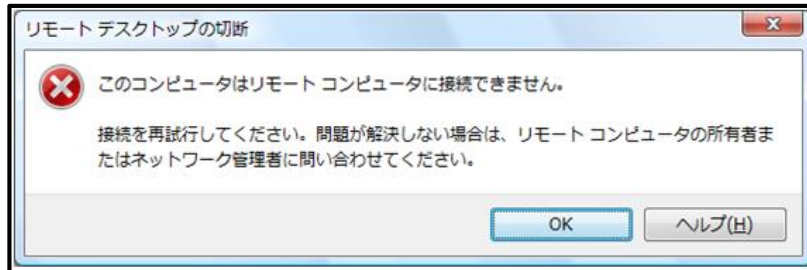 リモート デスクトップの切断
このコンピュータはリモート コンピュータに接続できません。
接続を再試行してください。問題が解決しない場合は、リモート コンピュータの所有者ま
たはネットワーク管理者に問い合わせてください。
OK
ヘルプ(H)